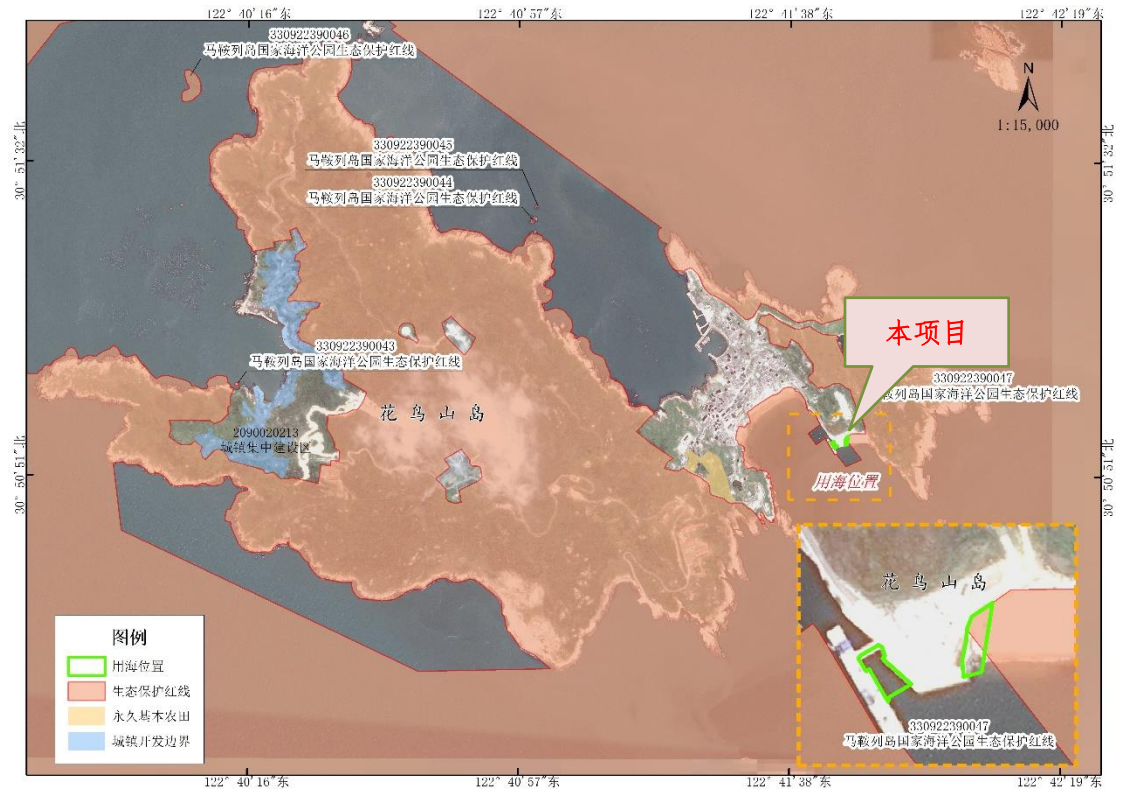 122° 40'16"东
122° 40'57"东
122° 41'38"东
122° 42'19"东
330922390046
马鞍列岛国家海洋公园生态保护红线
N
1:15,000
30° 51'32"北
30° 51'32"北
330922390045
马鞍列岛国家海洋公园生态保护红线
330922390044
马鞍列岛国家海洋公园生态保护红线
本项目
330922390043
马鞍列岛国家海洋公园生态保护红线
330922390047
鞍列岛国家海洋公园生态保护红线
花鸟山岛
2090020213
城镇集中建设区
30° 50'51"北
30° 50'51"北
用海位置
花鸟山岛
330922390047
马鞍列岛国家海洋公园生态保护红线
图例
用海位置
生态保护红线
永久基本农田
城镇开发边界
122° 40'16"东
122° 40'57"东
122° 41'38"东
122° 42'19"东